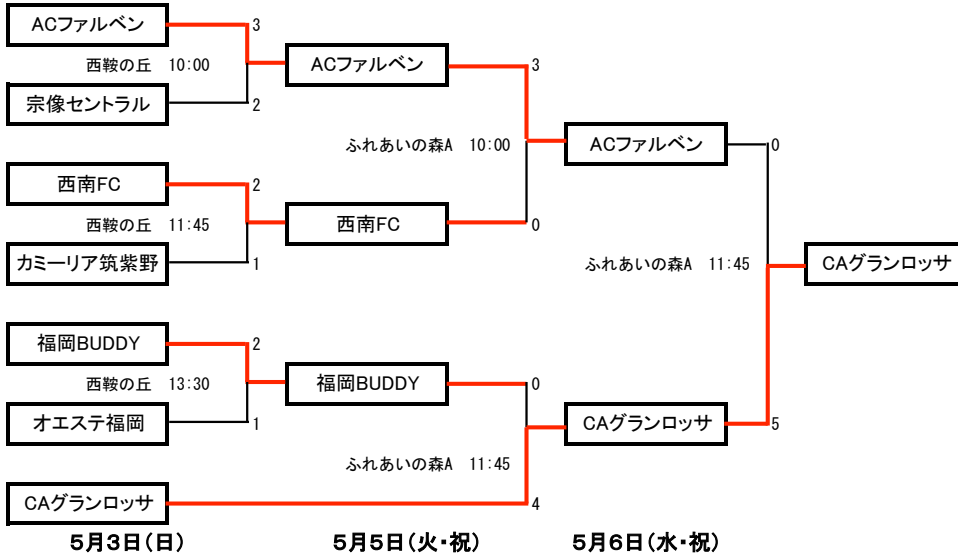 ACファルベン
3
西鞍の丘 10:00
宗像セントラル
2
ACファルベン
3
ふれあいの森A 10:00
西南FC
2
西鞍の丘 11:45
カミーリア筑紫野
1
西南FC
0
ACファルベン
0
ふれあいの森A 11:45
CAグランロッサ
福岡BUDDY
2
西鞍の丘 13:30
オエステ福岡
1
福岡BUDDY
0
ふれあいの森A 11:45
CAグランロッサ
4
CAグランロッサ
5
5月3日(日)
5月5日(火・祝)
5月6日(水・祝)